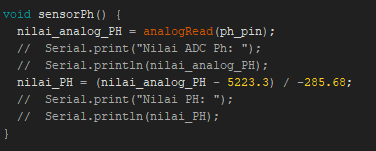 void sensorPh() {
  nilai_analog_PH = analogRead(ph_pin);
  //  Serial.print("Nilai ADC Ph: ");
  //  Serial.println(nilai_analog_PH);
  nilai_PH = (nilai_analog_PH - 5223.3) / -285.68;
  //  Serial.print("Nilai PH: ");
  //  Serial.println(nilai_PH);
}